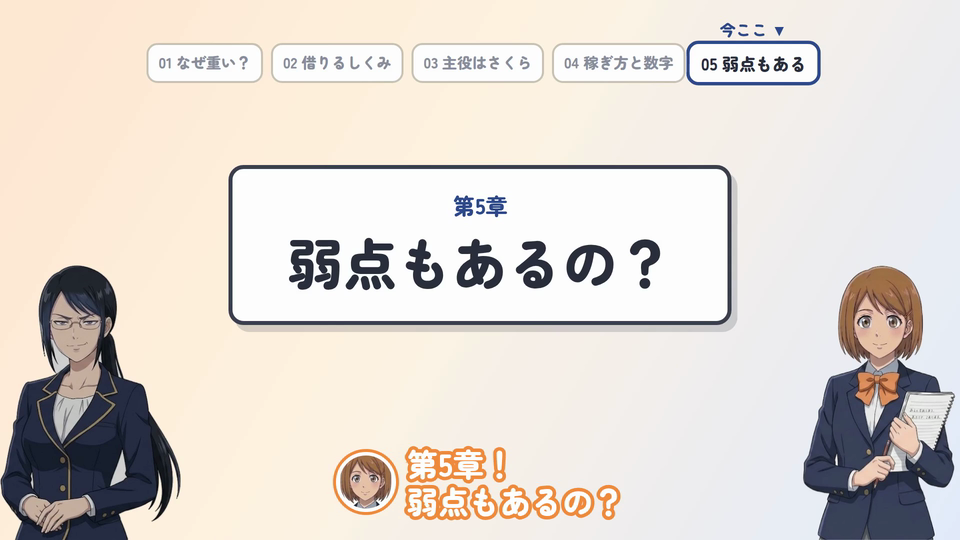 今ここ ▼
01 なぜ重い？
02 借りるしくみ
03 主役はさくら
04 稼ぎ方と数字
05 弱点もある
第5章
弱点もあるの？
第5章！
弱点もあるの？